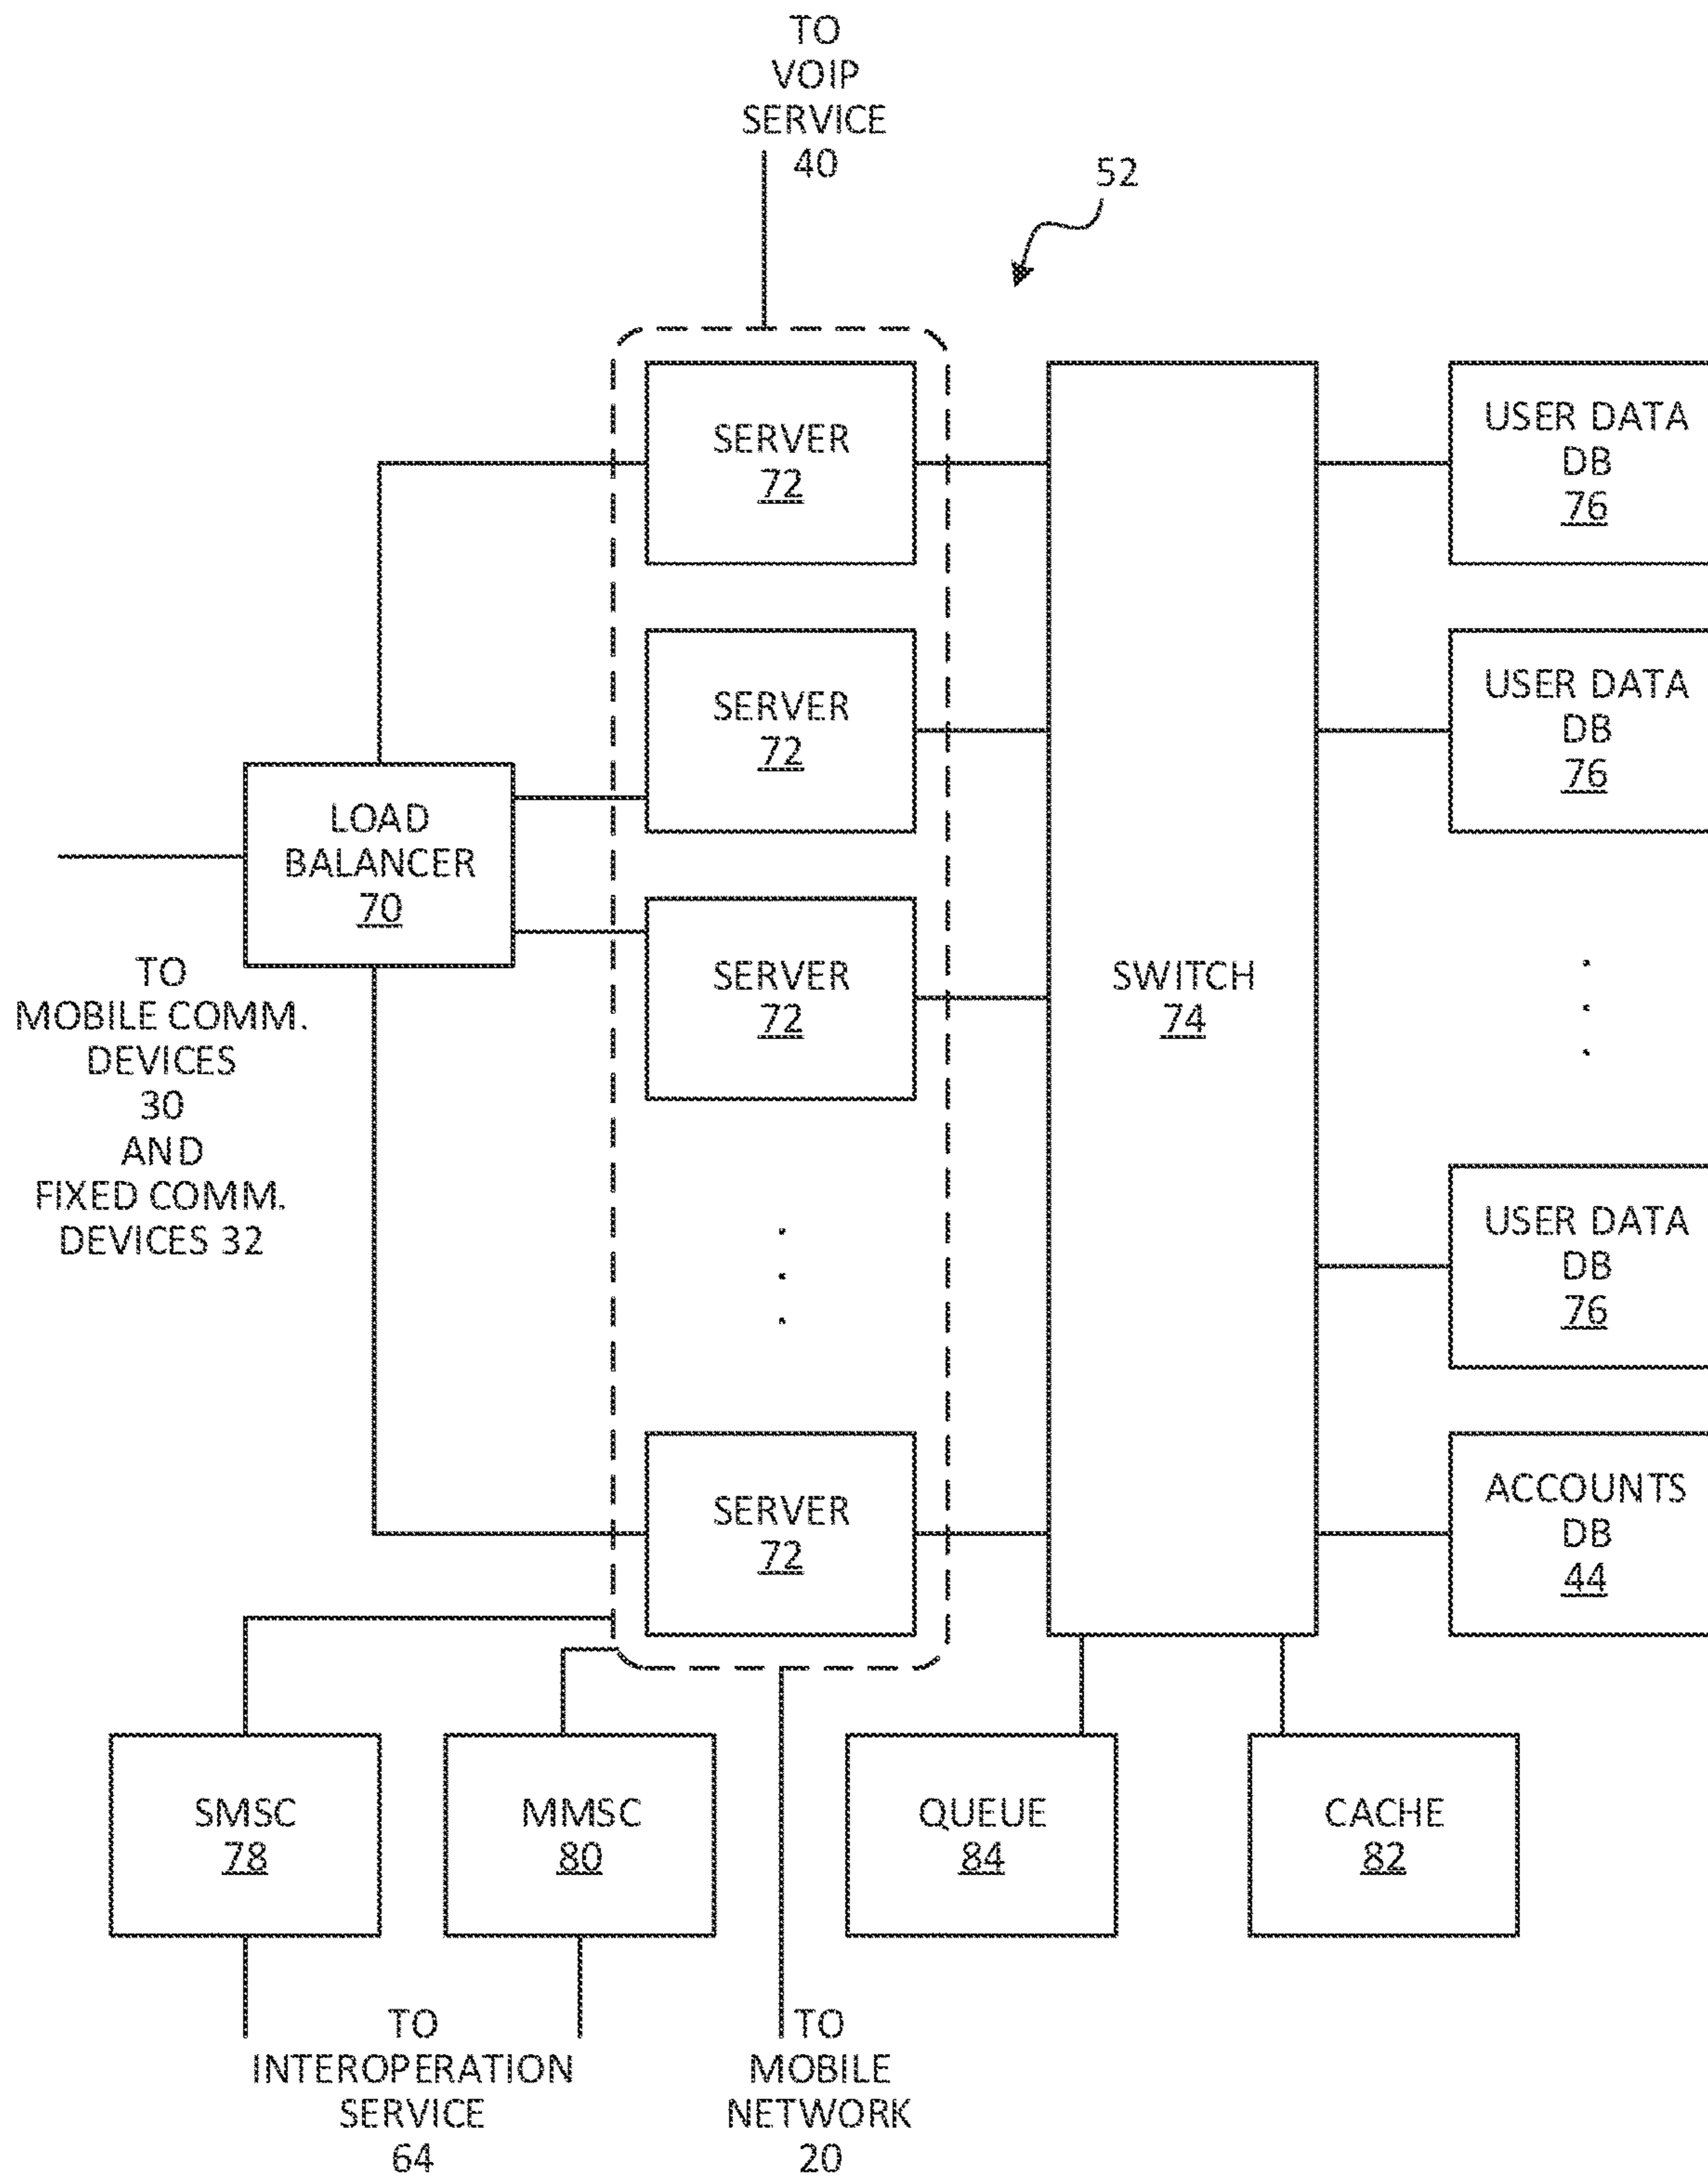 TO
VOIP
SERVICE
40
52
SERVER
72
USER DATA
DB
76
SERVER
72
USER DATA
DB
76
LOAD
BALANCER
70
TO
MOBILE COMM.
DEVICES
30
AND
FIXED COMM.
DEVICES 32
SERVER
72
SWITCH
74
USER DATA
DB
76
SERVER
72
ACCOUNTS
DB
44
SMSC
78
MMSC
80
QUEUE
84
CACHE
82
TO
INTEROPERATION
SERVICE
64
TO
MOBILE
NETWORK
20